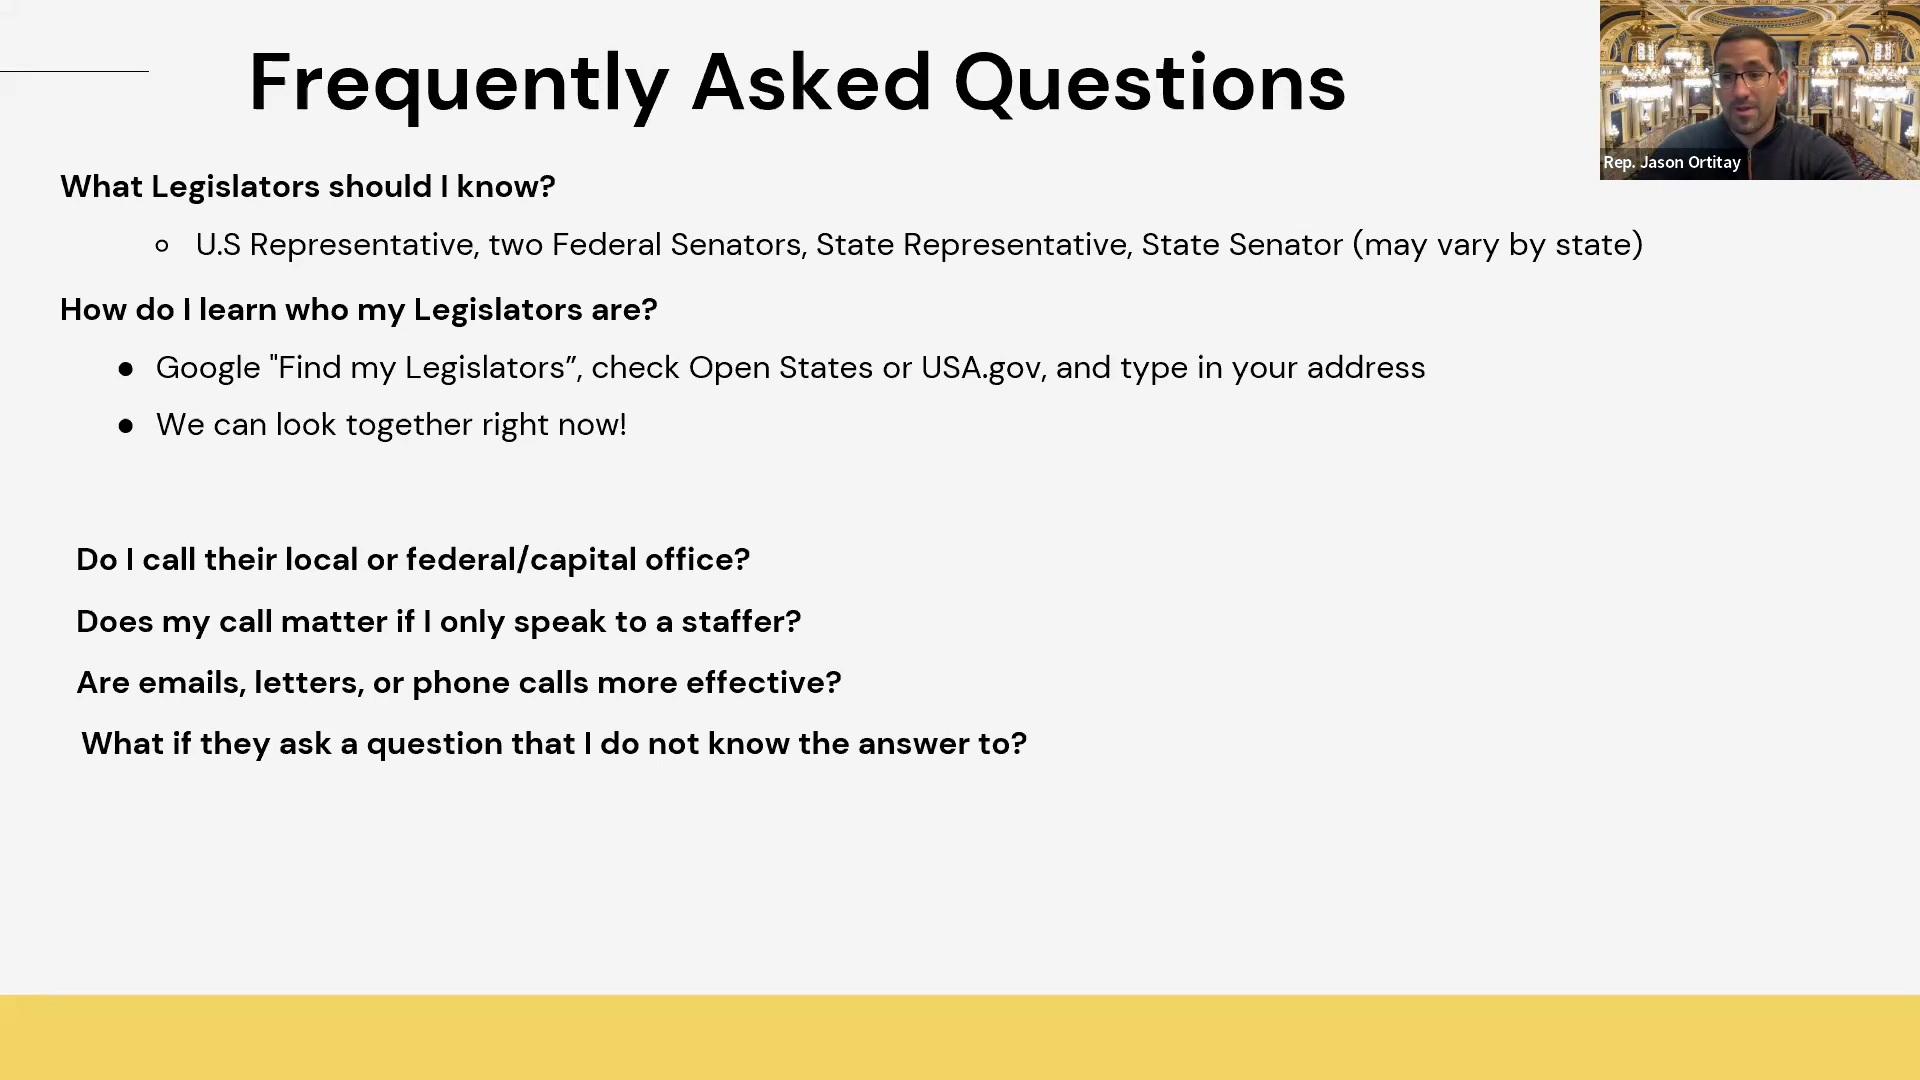 Frequently Asked Questions
Rep. Jason Ortitay
What Legislators should I know?
U.S Representative, two Federal Senators, State Representative, State Senator (may vary by state)
How do I learn who my Legislators are?
Google "Find my Legislators”, check Open States or USA.gov, and type in your address
We can look together right now!
Do I call their local or federal/capital office?
Does my call matter if I only speak to a staffer?
Are emails, letters, or phone calls more effective?
What if they ask a question that I do not know the answer to?